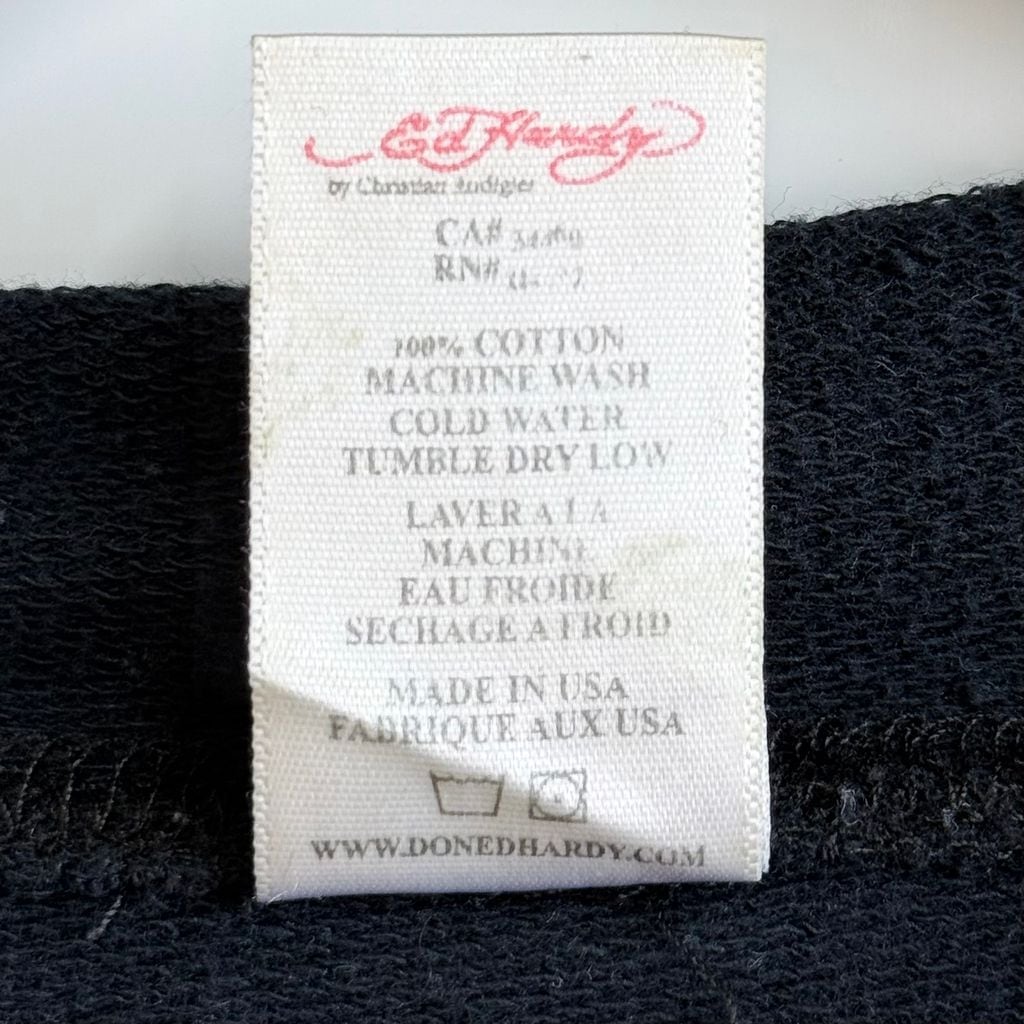 Ed Hardy
by Christian Audigier
CA#
RN#
100% COTTON
MACHINE WASH
COLD WATER
TUMBLE DRY LOW
LAVER A LA
MACHINE
EAU FROIDE
SECHAGE A FROID
MADE IN USA
FABRIQUE AUX USA
WWW.DONEDHARDY.COM